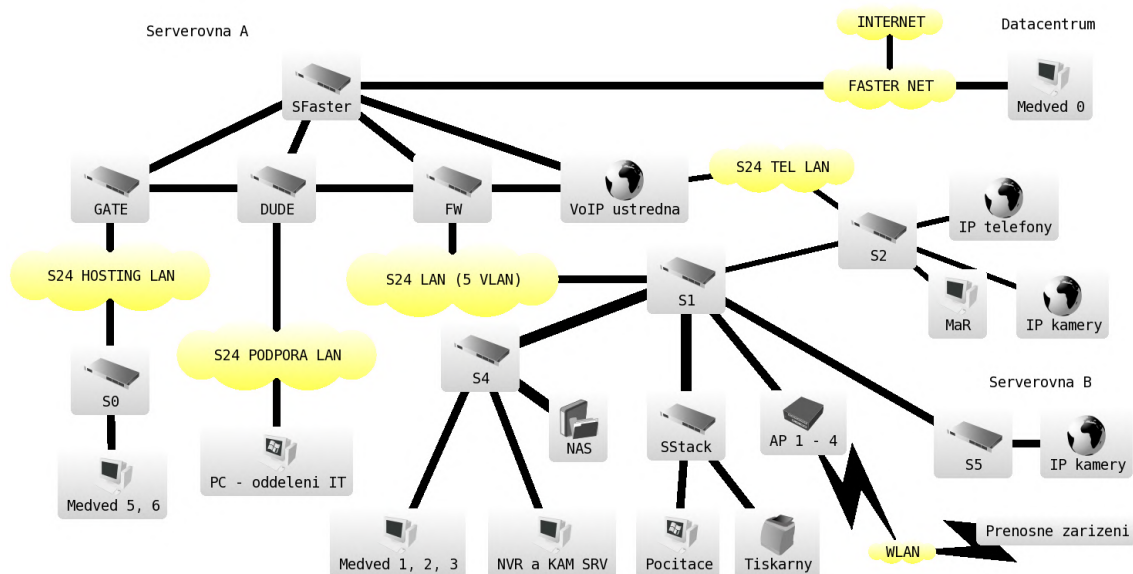 INTERNET
Serverovna A
Datacentrum
SFaster
FASTER NET
Medved 0
S24 TEL LAN
GATE
DUDE
FW
VoIP ustredna
IP telefony
S2
S24 HOSTING LAN
S24 LAN (5 VLAN)
S1
MaR
IP kamery
S24 PODPORA LAN
S4
Serverovna B
S0
NAS
SStack
AP 1 - 4
S5
IP kamery
PC - oddeleni IT
Medved 5, 6
Prenosne zarizeni
WLAN
Medved 1, 2, 3
NVR a KAM SRV
Pocitace
Tiskarny